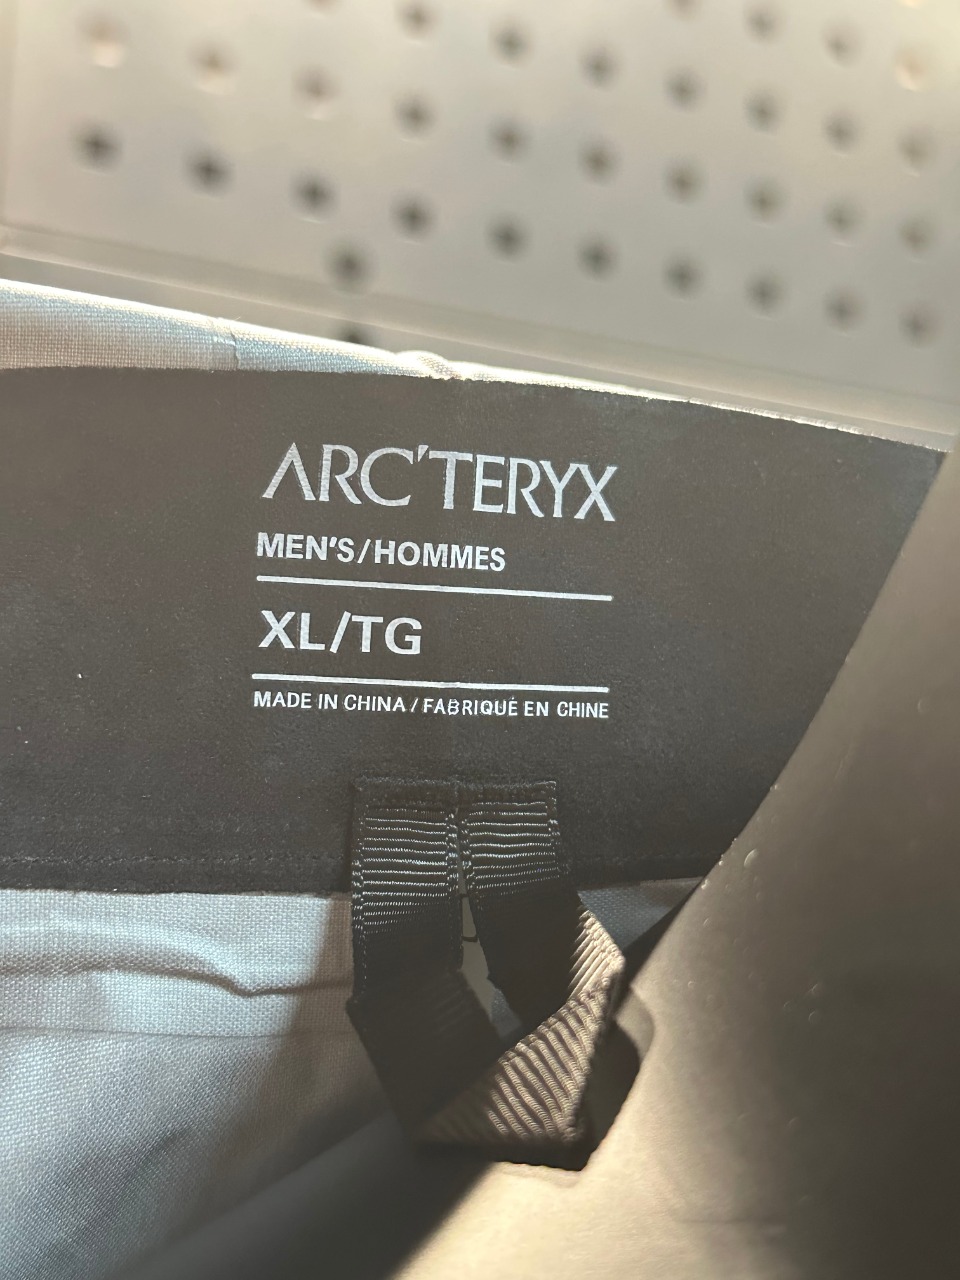 ARC'TERYX
MEN'S/HOMMES
XL/TG
MADE IN CHINA / FABRIQUÉ EN CHINE